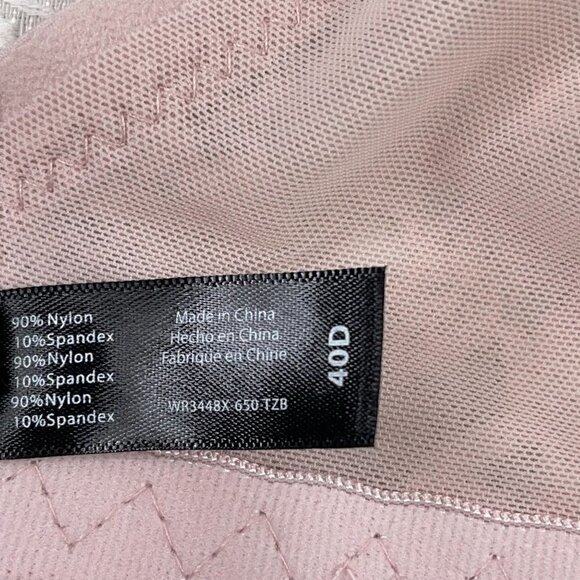 90% Nylon
10%Spandex
90%Nylon
10%Spandex
90%Nylon
10%Spandex
Made in China
Hecho en China
Fabrique en Chine
WR3448X-650-TZB
40D